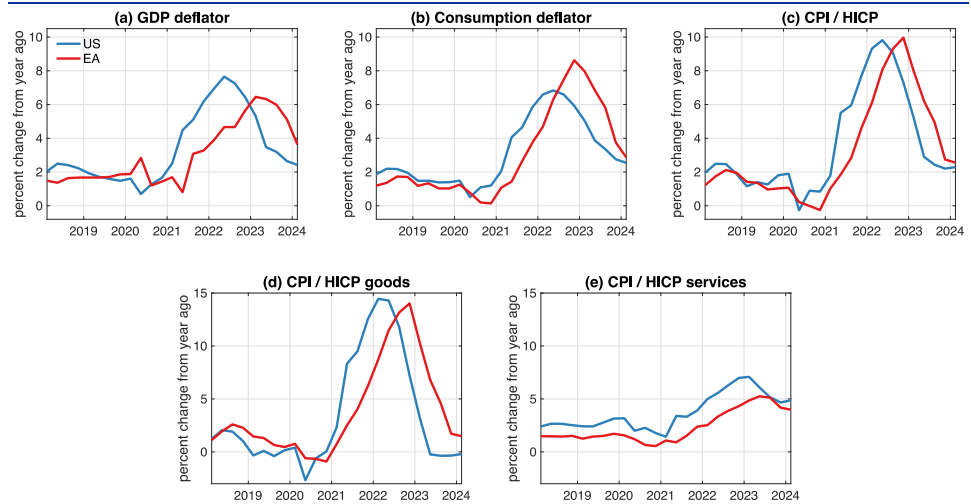 (a) GDP deflator
(b) Consumption deflator
(c) CPI / HICP
percent change from year ago
10
8
6
4
2
0
US
EA
2019 2020 2021 2022 2023 2024
percent change from year ago
10
8
6
4
2
0
2019 2020 2021 2022 2023 2024
percent change from year ago
10
8
6
4
2
0
2019 2020 2021 2022 2023 2024
(d) CPI / HICP goods
(e) CPI / HICP services
percent change from year ago
15
10
5
0
2019 2020 2021 2022 2023 2024
percent change from year ago
15
10
5
0
2019 2020 2021 2022 2023 2024